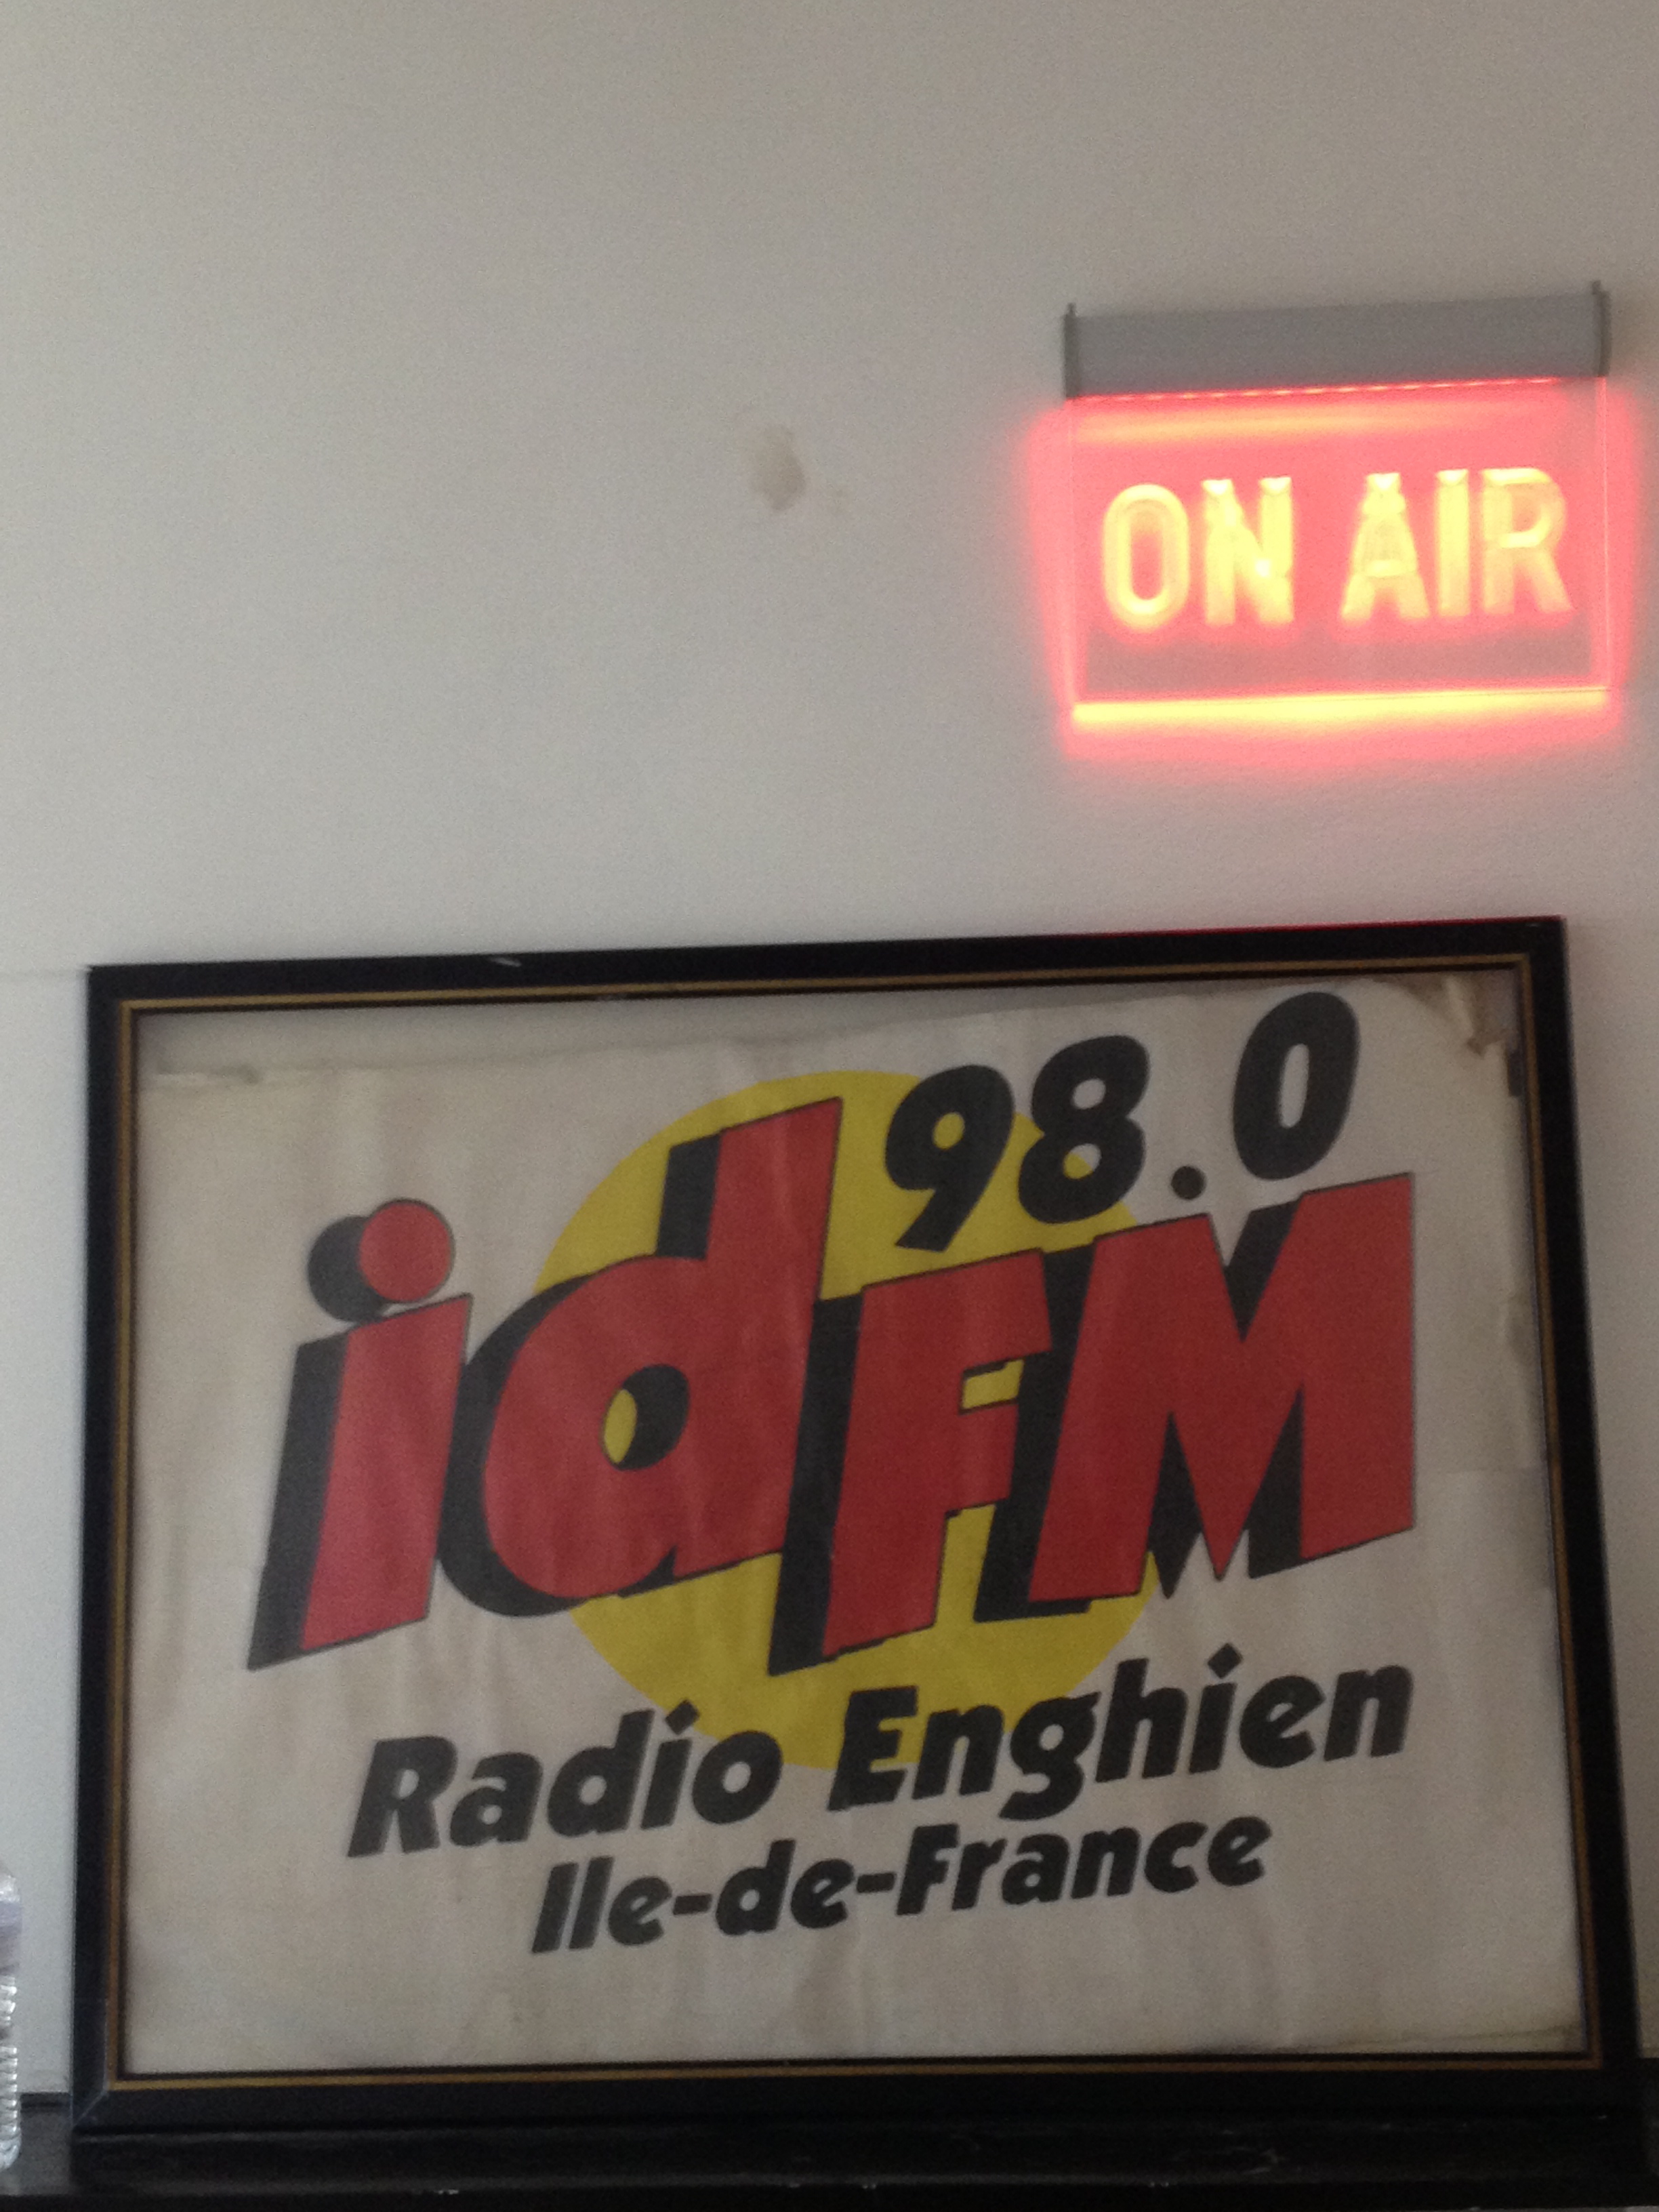 ON AIR
98.0
idFM
Radio Enghien
Ile-de-France